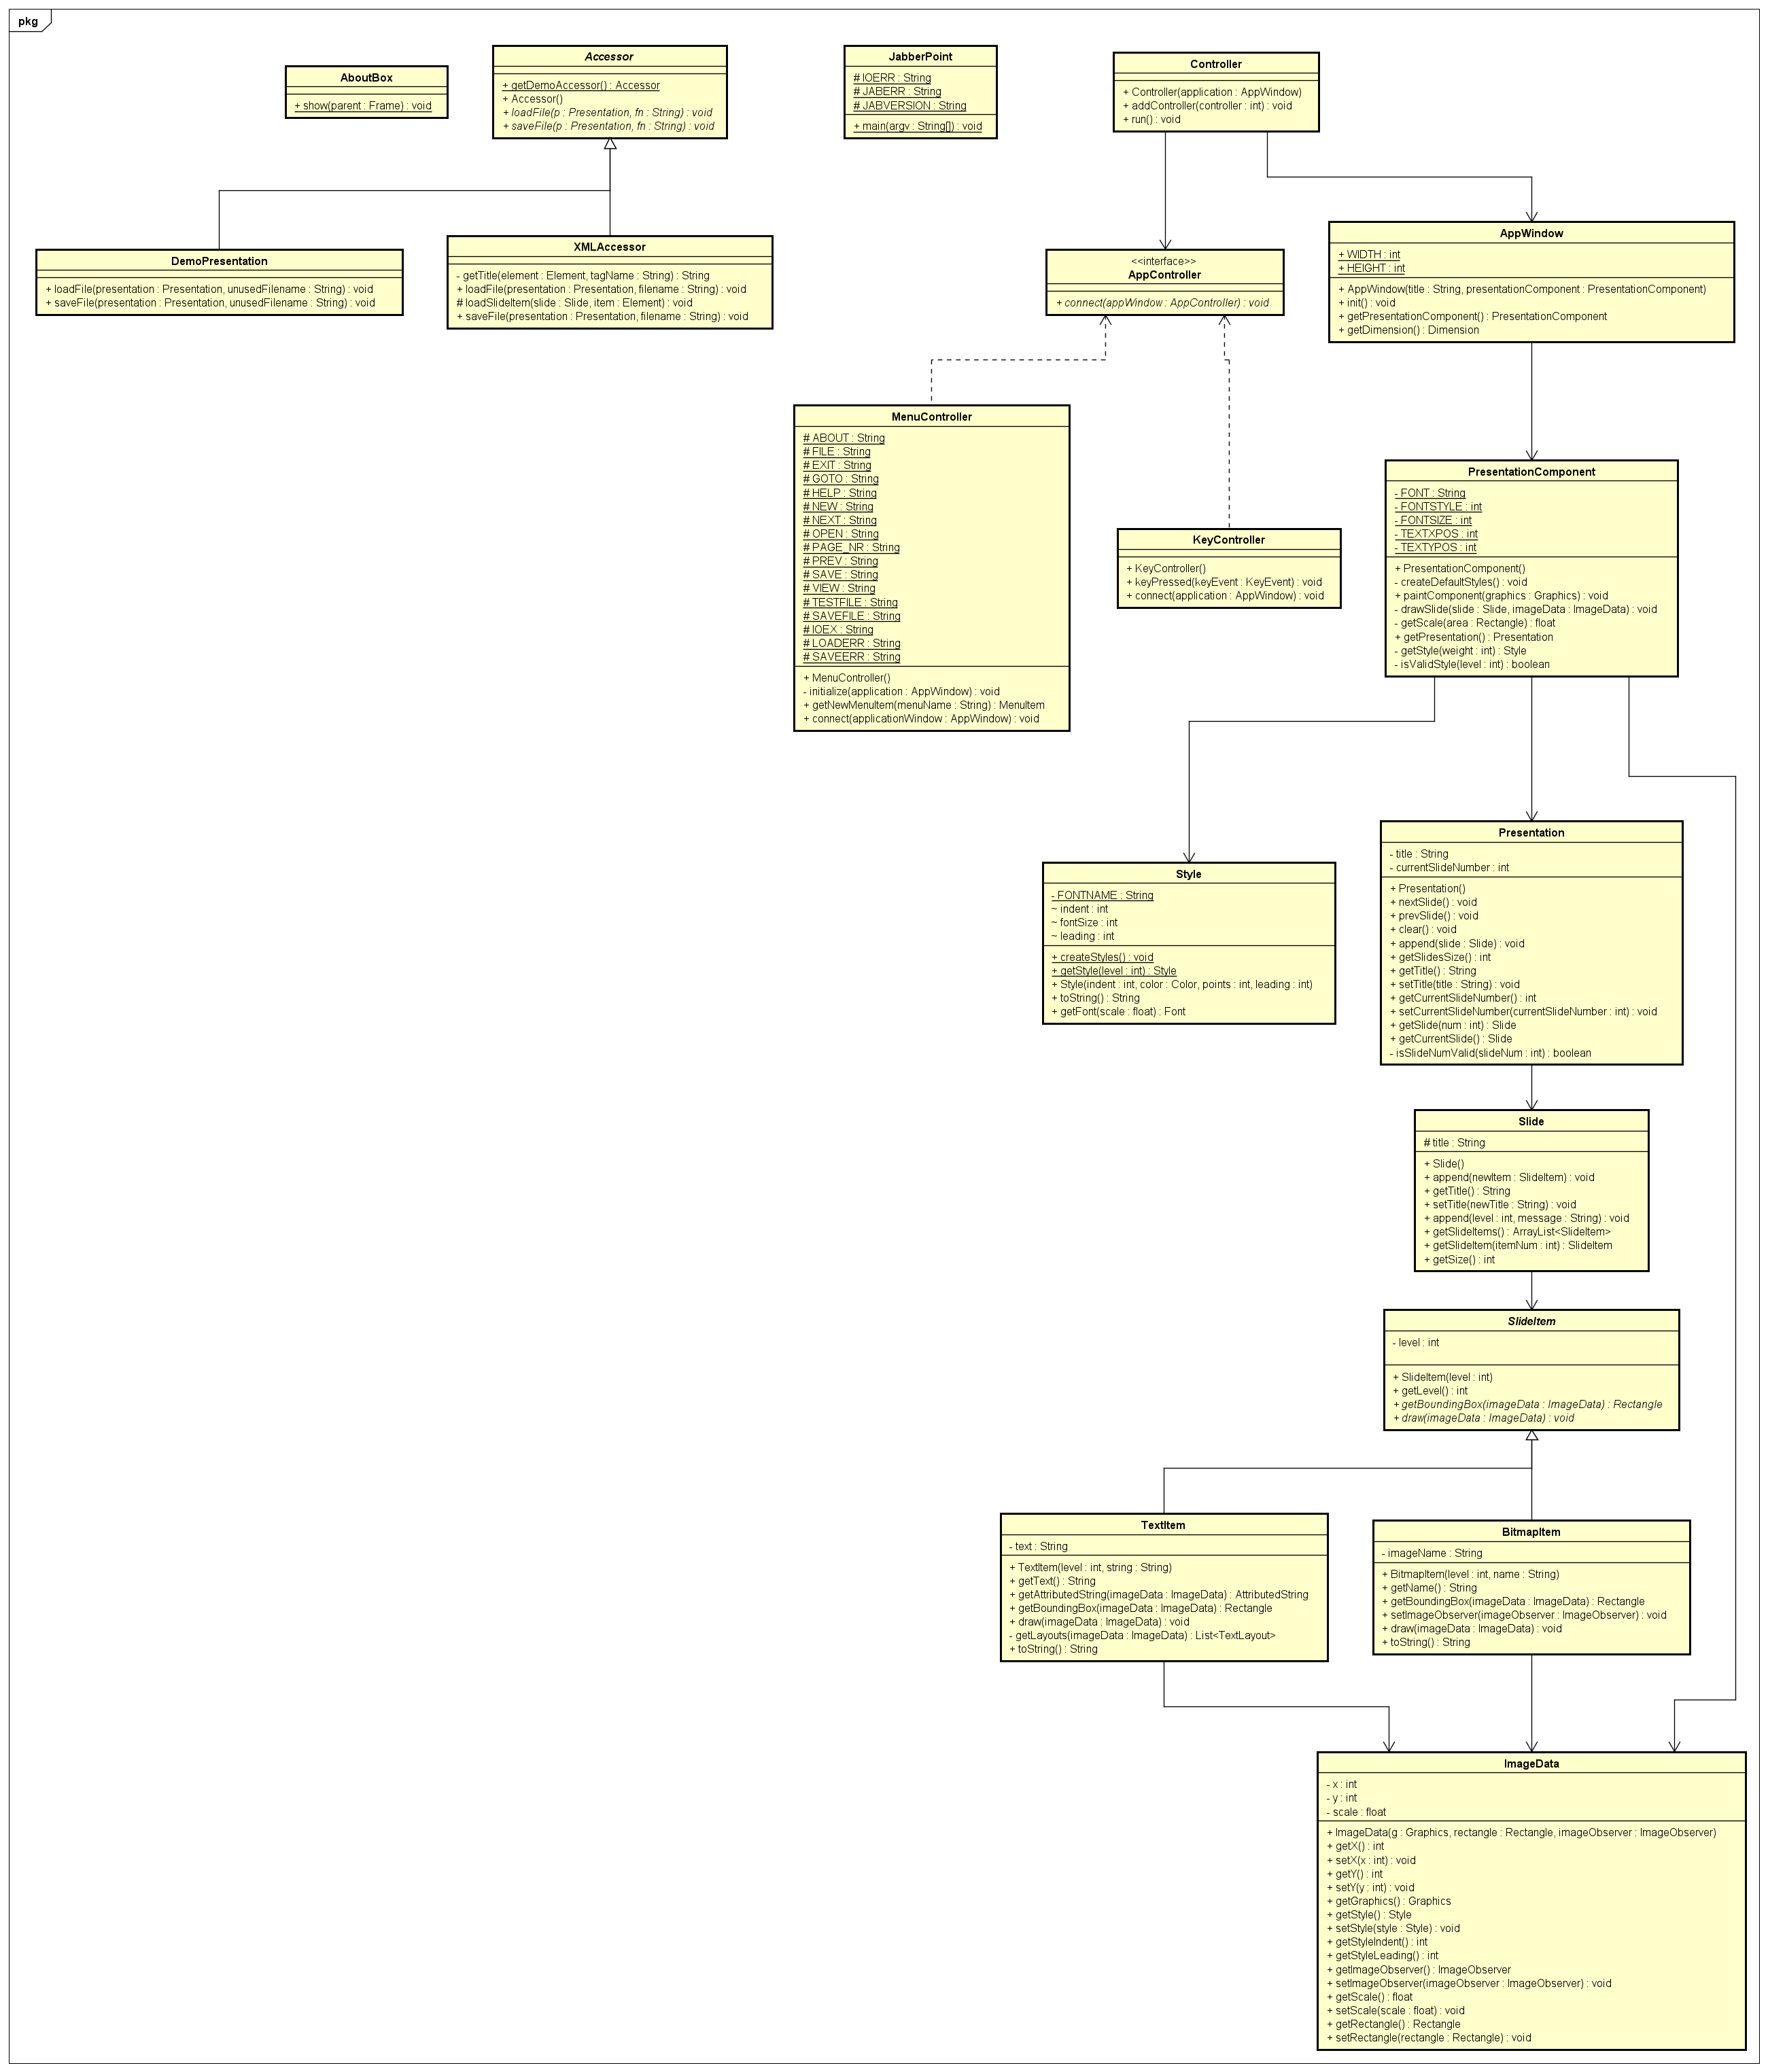 pkg
AboutBox
+ show(parent : Frame) : void
Accessor
+ getDemoAccessor() : Accessor
+ Accessor()
+ loadFile(p : Presentation, fn : String) : void
+ saveFile(p : Presentation, fn : String) : void
JabberPoint
# IOERR : String
# JABERR : String
# JABVERSION : String
+ main(argv : String[]) : void
Controller
+ Controller(application : AppWindow)
+ addController(controller : int) : void
+ run() : void
DemoPresentation
+ loadFile(presentation : Presentation, unusedFilename : String) : void
+ saveFile(presentation : Presentation, unusedFilename : String) : void
XMLAccessor
- getTitle(element : Element, tagName : String) : String
+ loadFile(presentation : Presentation, filename : String) : void
# loadSlideItem(slide : Slide, item : Element) : void
+ saveFile(presentation : Presentation, filename : String) : void
<<interface>>
AppController
+ connect(appWindow : AppController) : void
AppWindow
+ WIDTH : int
+ HEIGHT : int
+ AppWindow(title : String, presentationComponent : PresentationComponent)
+ init() : void
+ getPresentationComponent() : PresentationComponent
+ getDimension() : Dimension
MenuController
# ABOUT : String
# FILE : String
# EXIT : String
# GOTO : String
# HELP : String
# NEW : String
# NEXT : String
# OPEN : String
# PAGE_NR : String
# PREV : String
# SAVE : String
# VIEW : String
# TESTFILE : String
# SAVEFILE : String
# IOEX : String
# LOADERR : String
# SAVEERR : String
+ MenuController()
- initialize(application : AppWindow) : void
+ getNewMenuItem(menuName : String) : MenuItem
+ connect(applicationWindow : AppWindow) : void
KeyController
+ KeyController()
+ keyPressed(keyEvent : KeyEvent) : void
+ connect(application : AppWindow) : void
PresentationComponent
- FONT : String
- FONTSTYLE : int
- FONTSIZE : int
- TEXTXPOS : int
- TEXTYPOS : int
+ PresentationComponent()
- createDefaultStyles() : void
+ paintComponent(graphics : Graphics) : void
- drawSlide(slide : Slide, imageData : ImageData) : void
- getScale(area : Rectangle) : float
+ getPresentation() : Presentation
- getStyle(weight : int) : Style
- isValidStyle(level : int) : boolean
Style
- FONTNAME : String
~ indent : int
~ fontSize : int
~ leading : int
+ createStyles() : void
+ getStyle(level : int) : Style
+ Style(indent : int, color : Color, points : int, leading : int)
+ toString() : String
+ getFont(scale : float) : Font
Presentation
- title : String
- currentSlideNumber : int
+ Presentation()
+ nextSlide() : void
+ prevSlide() : void
+ clear() : void
+ append(slide : Slide) : void
+ getSlidesSize() : int
+ getTitle() : String
+ setTitle(title : String) : void
+ getCurrentSlideNumber() : int
+ setCurrentSlideNumber(currentSlideNumber : int) : void
+ getSlide(num : int) : Slide
+ getCurrentSlide() : Slide
- isSlideNumValid(slideNum : int) : boolean
Slide
# title : String
+ Slide()
+ append(newItem : SlideItem) : void
+ getTitle() : String
+ setTitle(newTitle : String) : void
+ append(level : int, message : String) : void
+ getSlideItems() : ArrayList<SlideItem>
+ getSlideItem(itemNum : int) : SlideItem
+ getSize() : int
SlideItem
- level : int
+ SlideItem(level : int)
+ getLevel() : int
+ getBoundingBox(imageData : ImageData) : Rectangle
+ draw(imageData : ImageData) : void
TextItem
- text : String
+ TextItem(level : int, string : String)
+ getText() : String
+ getAttributedString(imageData : ImageData) : AttributedString
+ getBoundingBox(imageData : ImageData) : Rectangle
+ draw(imageData : ImageData) : void
- getLayouts(imageData : ImageData) : List<TextLayout>
+ toString() : String
BitmapItem
- imageName : String
+ BitmapItem(level : int, name : String)
+ getName() : String
+ getBoundingBox(imageData : ImageData) : Rectangle
+ setImageObserver(imageObserver : ImageObserver) : void
+ draw(imageData : ImageData) : void
+ toString() : String
ImageData
- x : int
- y : int
- scale : float
+ ImageData(g : Graphics, rectangle : Rectangle, imageObserver : ImageObserver)
+ getX() : int
+ setX(x : int) : void
+ getY() : int
+ setY(y : int) : void
+ getGraphics() : Graphics
+ getStyle() : Style
+ setStyle(style : Style) : void
+ getStyleIndent() : int
+ getStyleLeading() : int
+ getImageObserver() : ImageObserver
+ setImageObserver(imageObserver : ImageObserver) : void
+ getScale() : float
+ setScale(scale : float) : void
+ getRectangle() : Rectangle
+ setRectangle(rectangle : Rectangle) : void